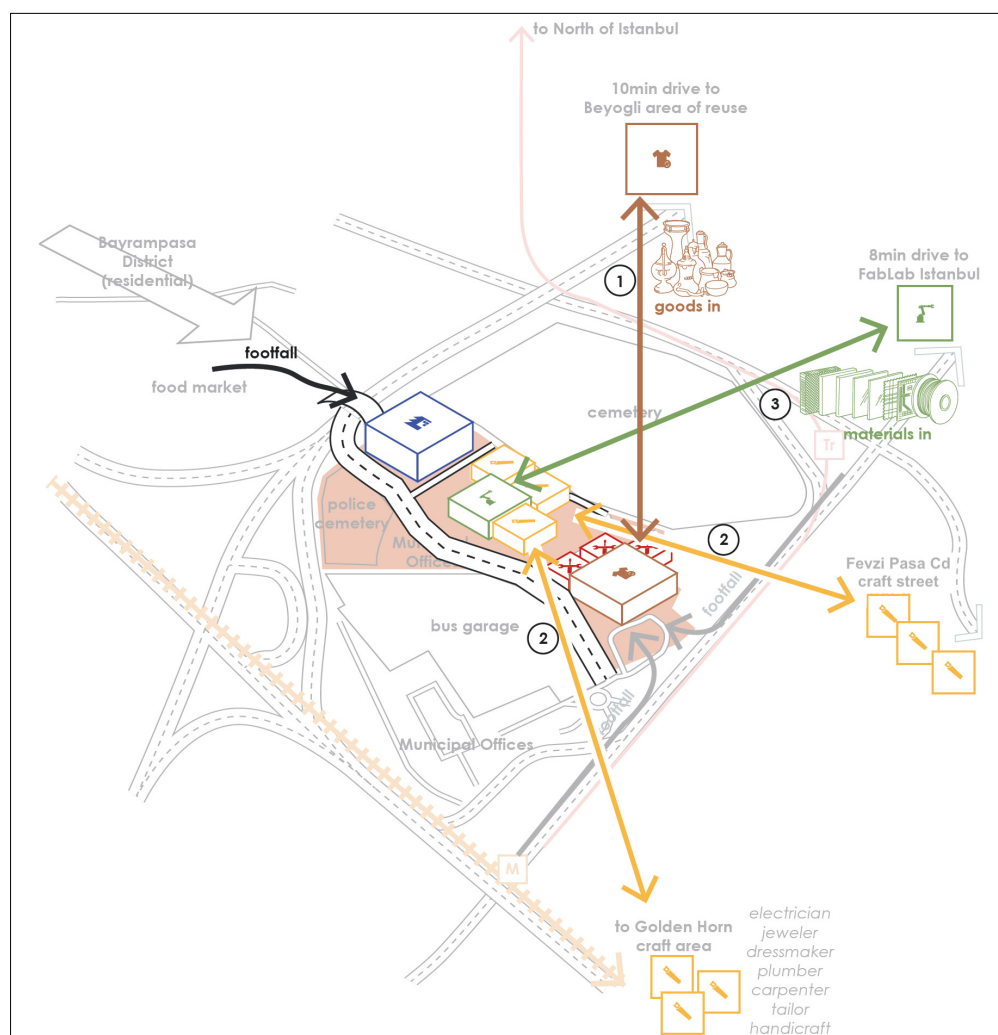 to North of Istanbul
10min drive to
Beyogli area of reuse
Bayrampasa
District
(residential)
8min drive to
FabLab Istanbul
1
goods in
footfall
food market
cemetery
3
materials in
Tr
police
cemetery
Municipal
Offices
2
Fevzi Pasa Cd
craft street
footfall
bus garage
2
footfall
Municipal Offices
M
to Golden Horn
craft area
electrician
jeweler
dressmaker
plumber
carpenter
tailor
handicraft